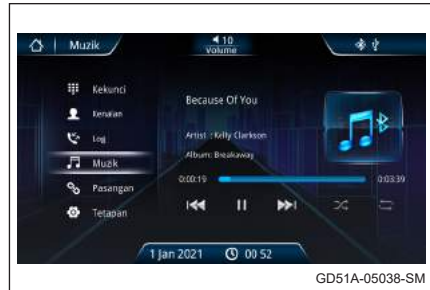 Muzik
10
Volume
Kekunci
Kenalan
Log
Muzik
Pasangan
Tetapan
Because Of You
Artist : Kelly Clarkson
Album: Breakaway
0:00:19
0:03:39
1 Jan 2021
00 52
GD51A-05038-SM